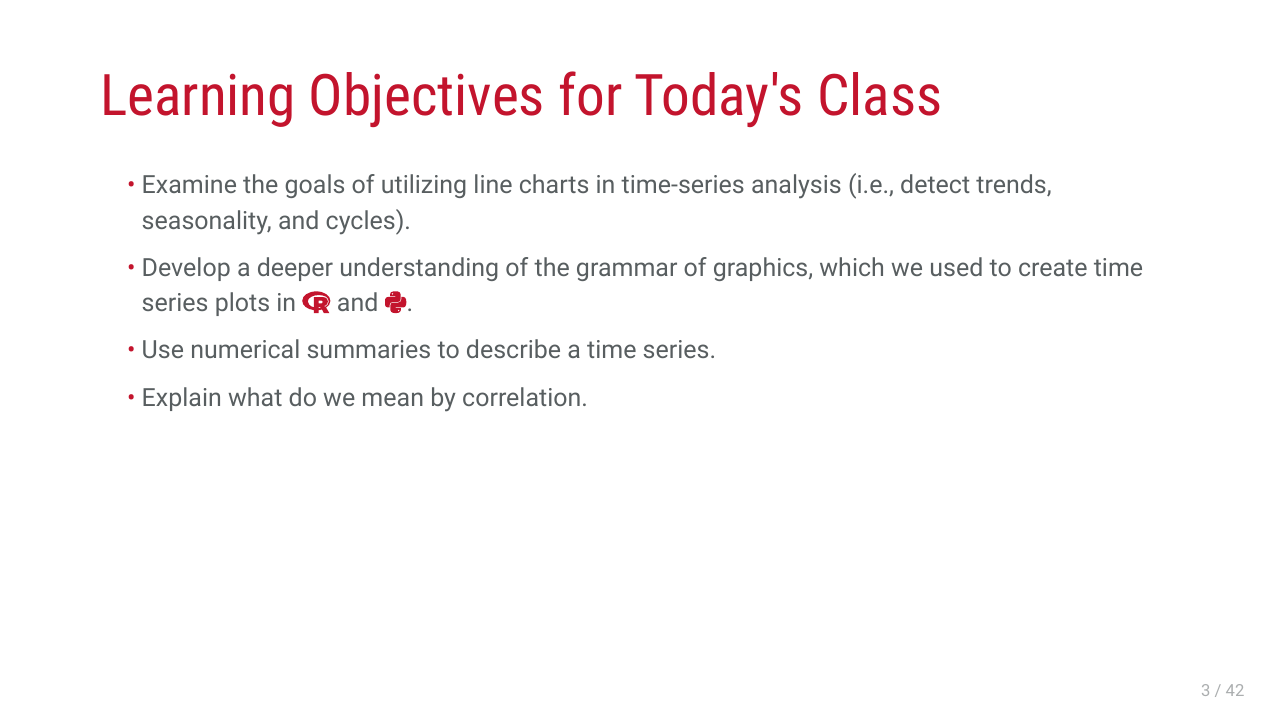 Learning Objectives for Today's Class
• Examine the goals of utilizing line charts in time-series analysis (i.e., detect trends,
seasonality, and cycles).
• Develop a deeper understanding of the grammar of graphics, which we used to create time
series plots in R and .
• Use numerical summaries to describe a time series.
• Explain what do we mean by correlation.
3 / 42